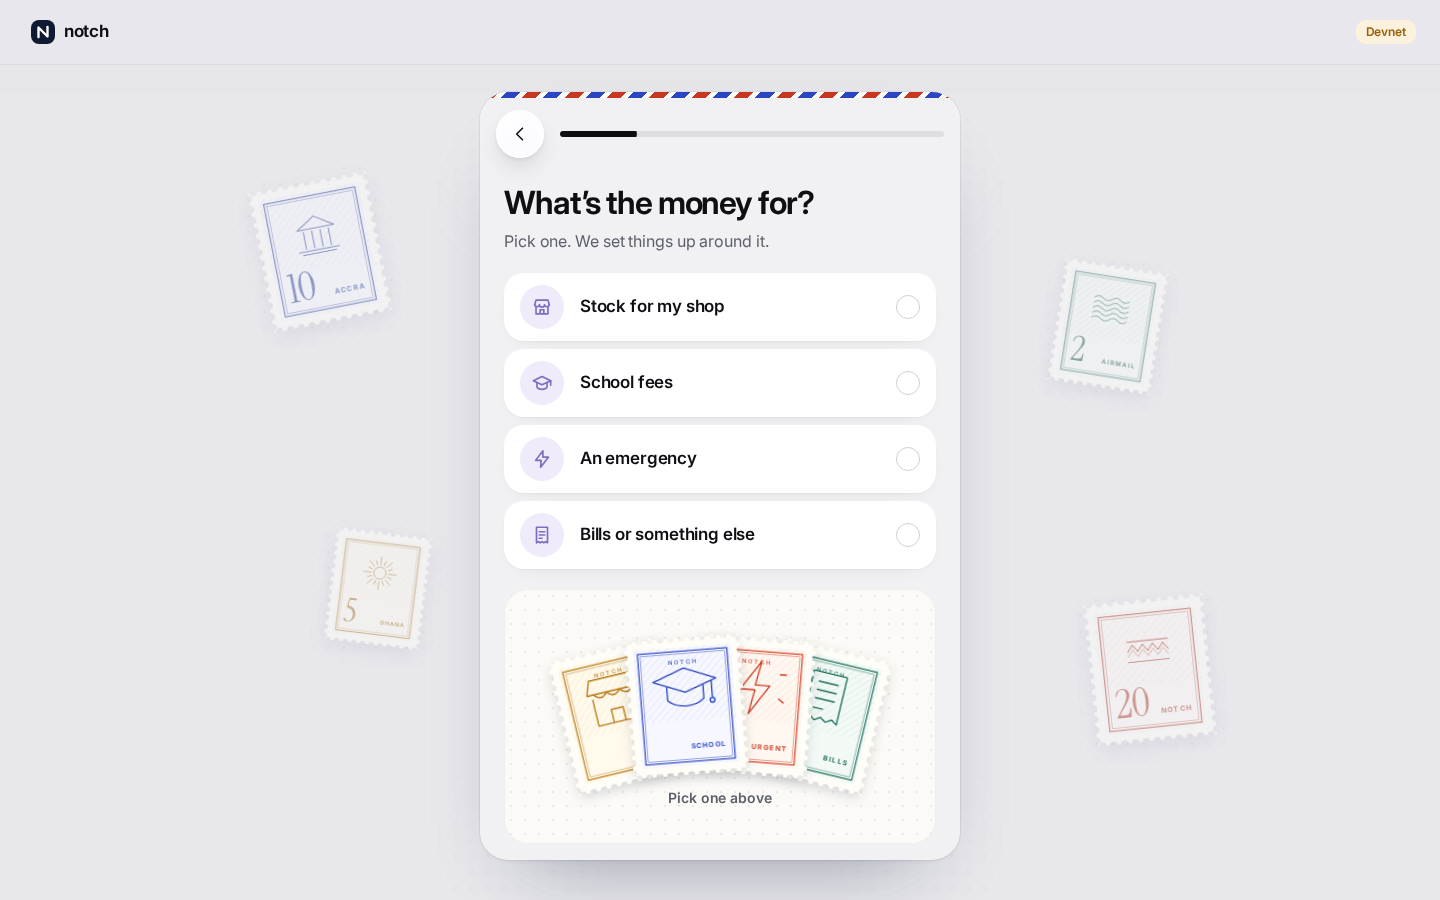 notch
Devnet
What's the money for?
Pick one. We set things up around it.
Stock for my shop
School fees
An emergency
Bills or something else
10
ACCRA
2
AIRMAIL
5
GHANA
20
NOTCH
NOTCH
NOTCH
SCHOOL
NOTCH
URGENT
NOTCH
BILLS
Pick one above